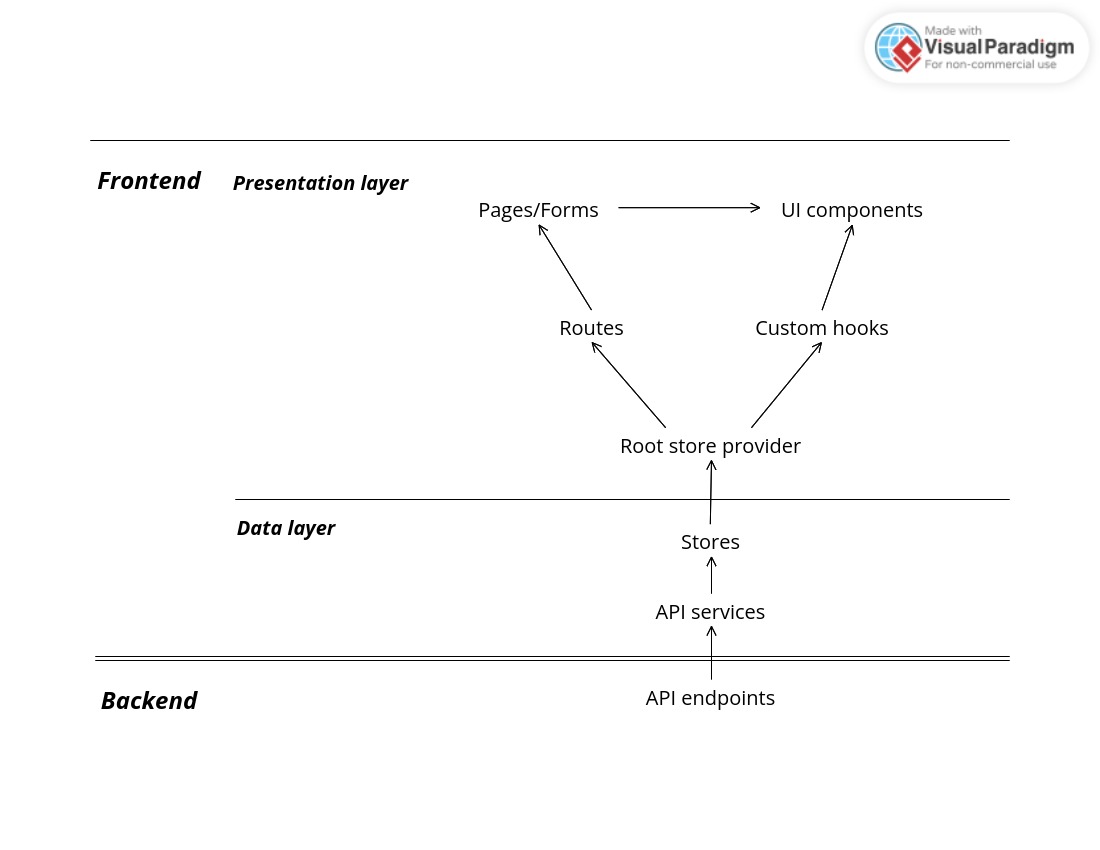 Made with
Visual Paradigm
For non-commercial use
Frontend
Presentation layer
Pages/Forms
UI components
Routes
Custom hooks
Root store provider
Data layer
Stores
API services
Backend
API endpoints